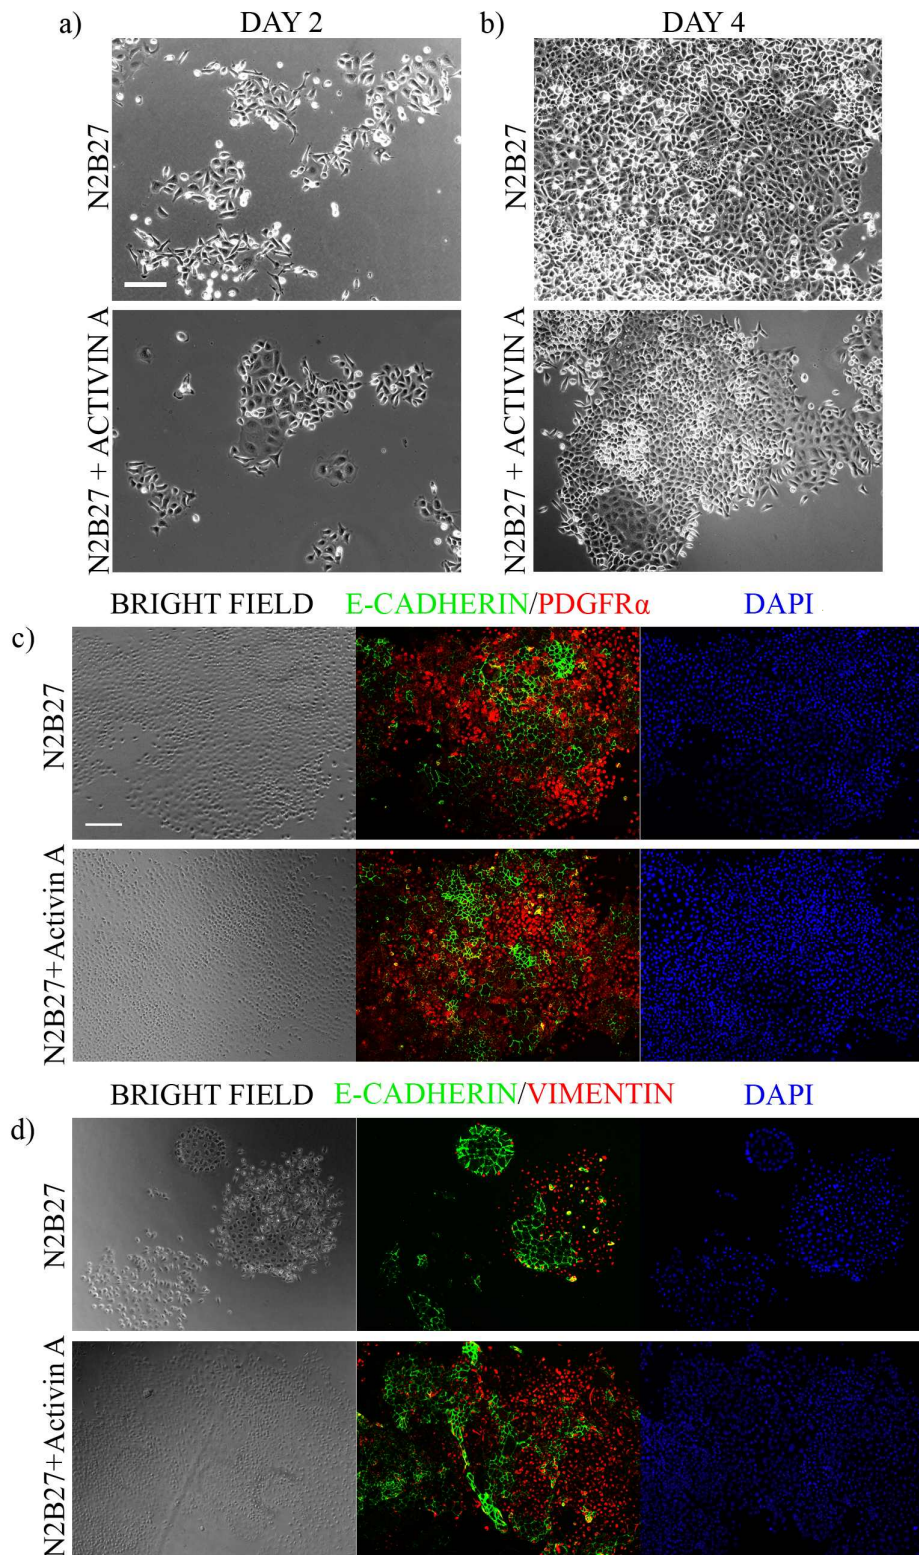 a) DAY 2 b) DAY 4
N2B27 N2B27
N2B27 + ACTIVIN A N2B27 + ACTIVIN A
BRIGHT FIELD E-CADHERIN/PDGFRα DAPI
c)
N2B27
N2B27+Activin A
BRIGHT FIELD E-CADHERIN/VIMENTIN DAPI
d)
N2B27
N2B27+Activin A